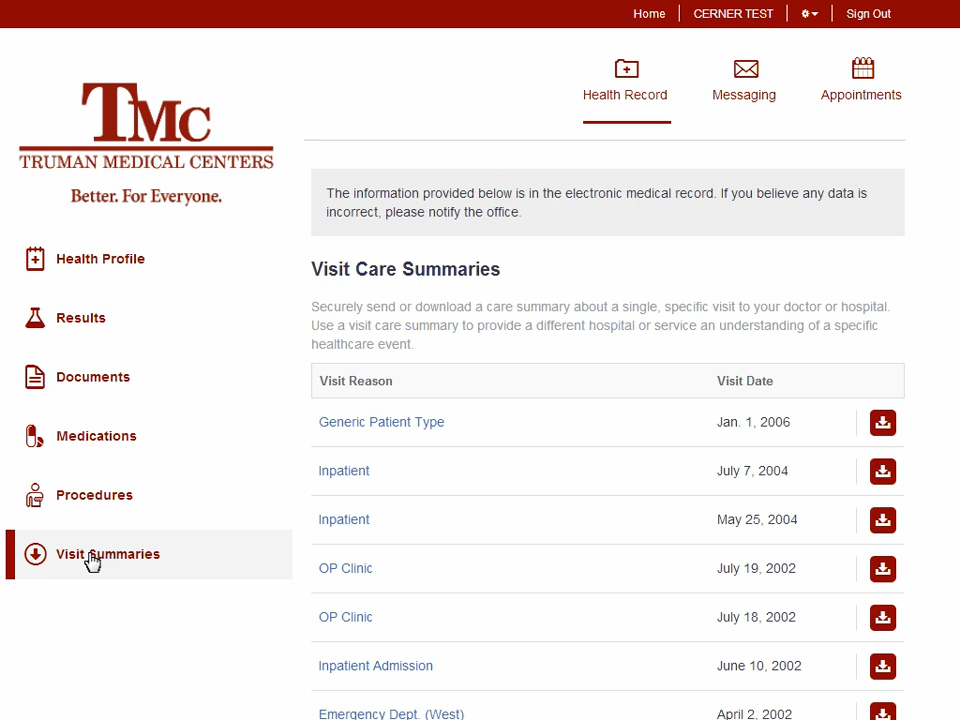 Home
CERNER TEST
Sign Out
TMC
TRUMAN MEDICAL CENTERS
Better. For Everyone.
Health Record
Messaging
Appointments
Health Profile
Results
Documents
Medications
Procedures
Visit Summaries
The information provided below is in the electronic medical record. If you believe any data is
incorrect, please notify the office.
Visit Care Summaries
Securely send or download a care summary about a single, specific visit to your doctor or hospital.
Use a visit care summary to provide a different hospital or service an understanding of a specific
healthcare event.
Visit Reason Visit Date
Generic Patient Type Jan. 1, 2006
Inpatient July 7, 2004
Inpatient May 25, 2004
OP Clinic July 19, 2002
OP Clinic July 18, 2002
Inpatient Admission June 10, 2002
Emergency Dept. (West) April 2, 2002